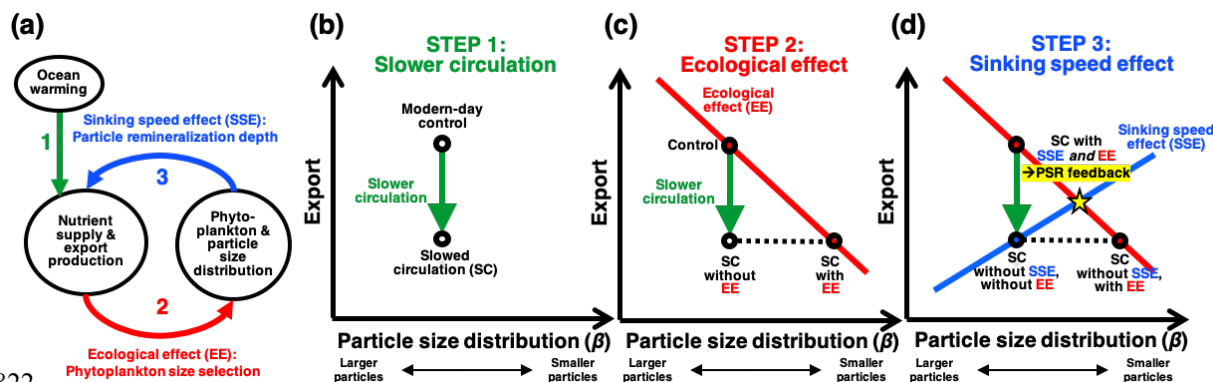 (a)
Ocean
warming
1
Sinking speed effect (SSE):
Particle remineralization depth
3
Nutrient
supply &
export
production
Phyto-
plankton &
particle
size
distribution
2
Ecological effect (EE):
Phytoplankton size selection
(b)
STEP 1:
Slower circulation
Export
Modern-day
control
Slower
circulation
Slowed
circulation (SC)
Particle size distribution (β)
Larger
particles
Smaller
particles
(c)
STEP 2:
Ecological effect
Export
Ecological
effect (EE)
Control
Slower
circulation
SC
without
EE
SC
with
EE
Particle size distribution (β)
Larger
particles
Smaller
particles
(d)
STEP 3:
Sinking speed effect
Export
Sinking speed
effect (SSE)
SC with
SSE and EE
→PSR feedback
SC
without SSE,
without EE
SC
without SSE,
with EE
Particle size distribution (β)
Larger
particles
Smaller
particles